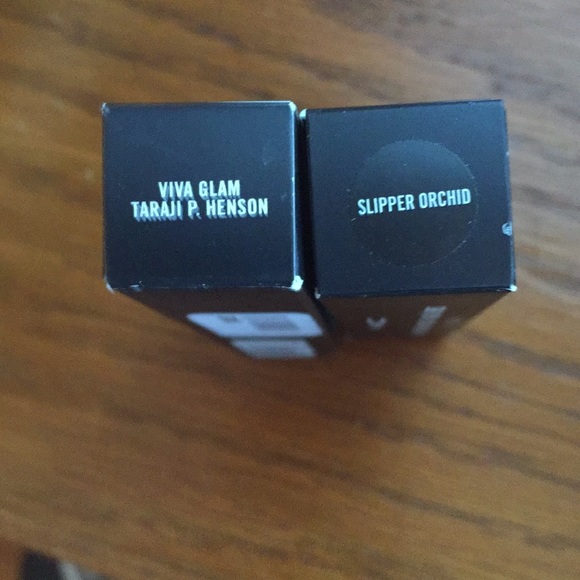 VIVA GLAM
TARAJI P. HENSON
SLIPPER ORCHID